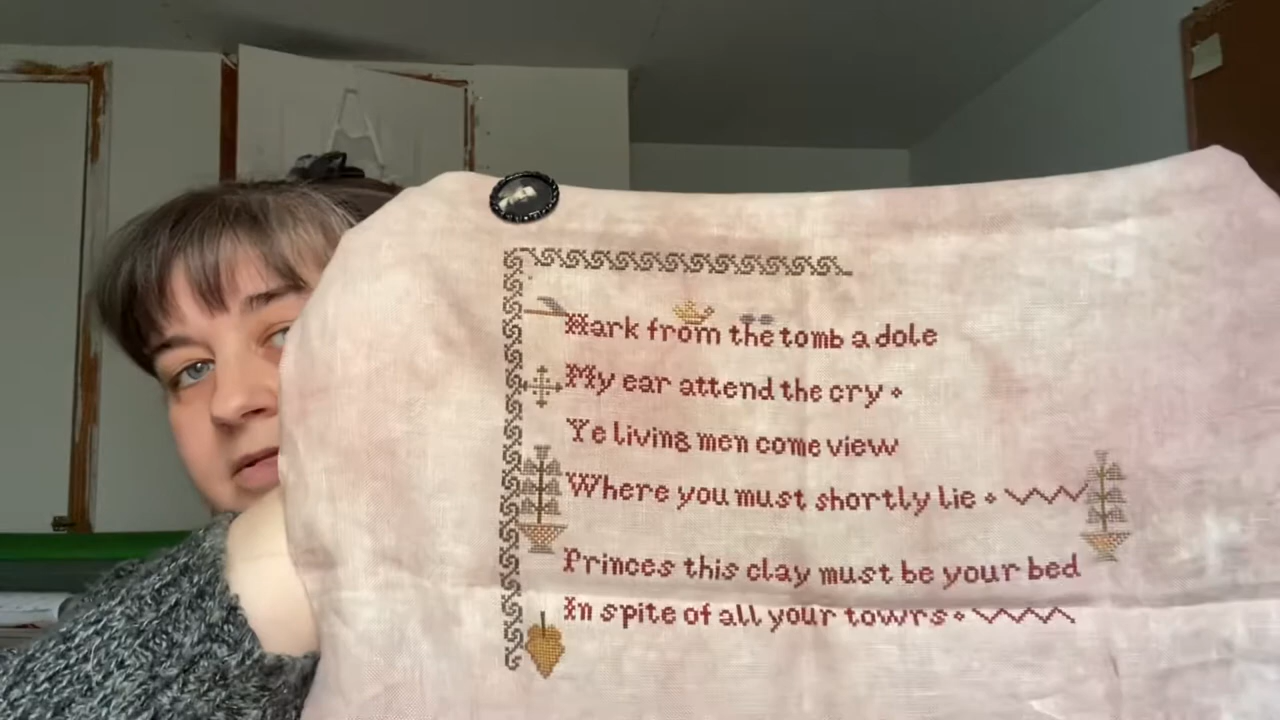 Hark from the tomb a dole
My ear attend the cry
Ye living men come view
Where you must shortly lie
Princes this clay must be your bed
In spite of all your towrs